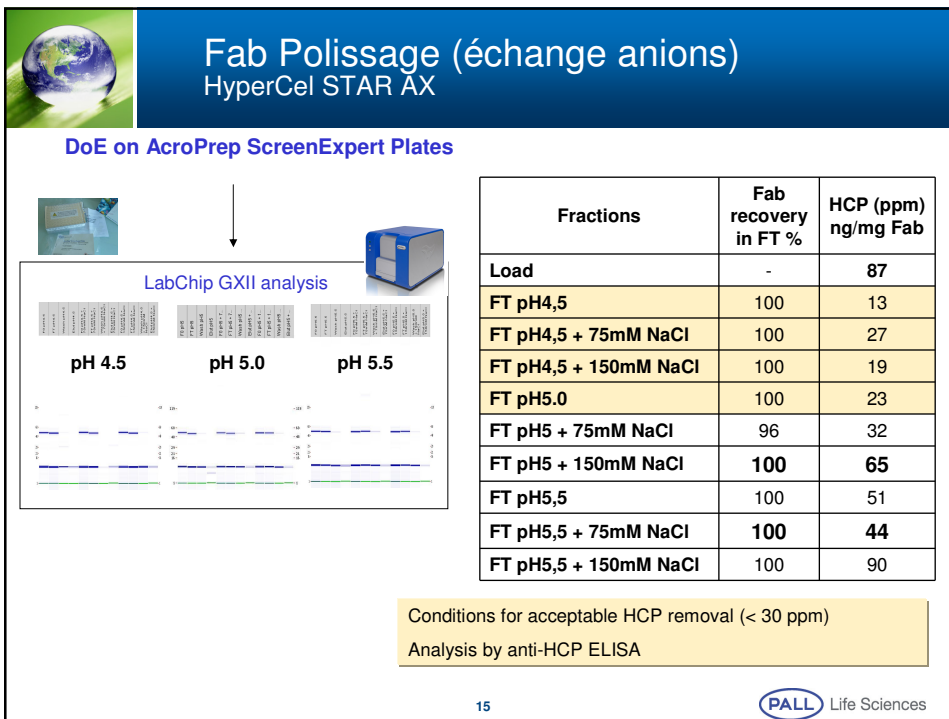 Fab Polissage (échange anions)
HyperCel STAR AX
DoE on AcroPrep ScreenExpert Plates
LabChip GXII analysis
pH 4.5 pH 5.0 pH 5.5
Fractions
Fab
recovery
in FT %
HCP (ppm)
ng/mg Fab
Load - 87
FT pH4,5 100 13
FT pH4,5 + 75mM NaCl 100 27
FT pH4,5 + 150mM NaCl 100 19
FT pH5.0 100 23
FT pH5 + 75mM NaCl 96 32
FT pH5 + 150mM NaCl 100 65
FT pH5,5 100 51
FT pH5,5 + 75mM NaCl 100 44
FT pH5,5 + 150mM NaCl 100 90
Conditions for acceptable HCP removal (< 30 ppm)
Analysis by anti-HCP ELISA
15
PALL Life Sciences